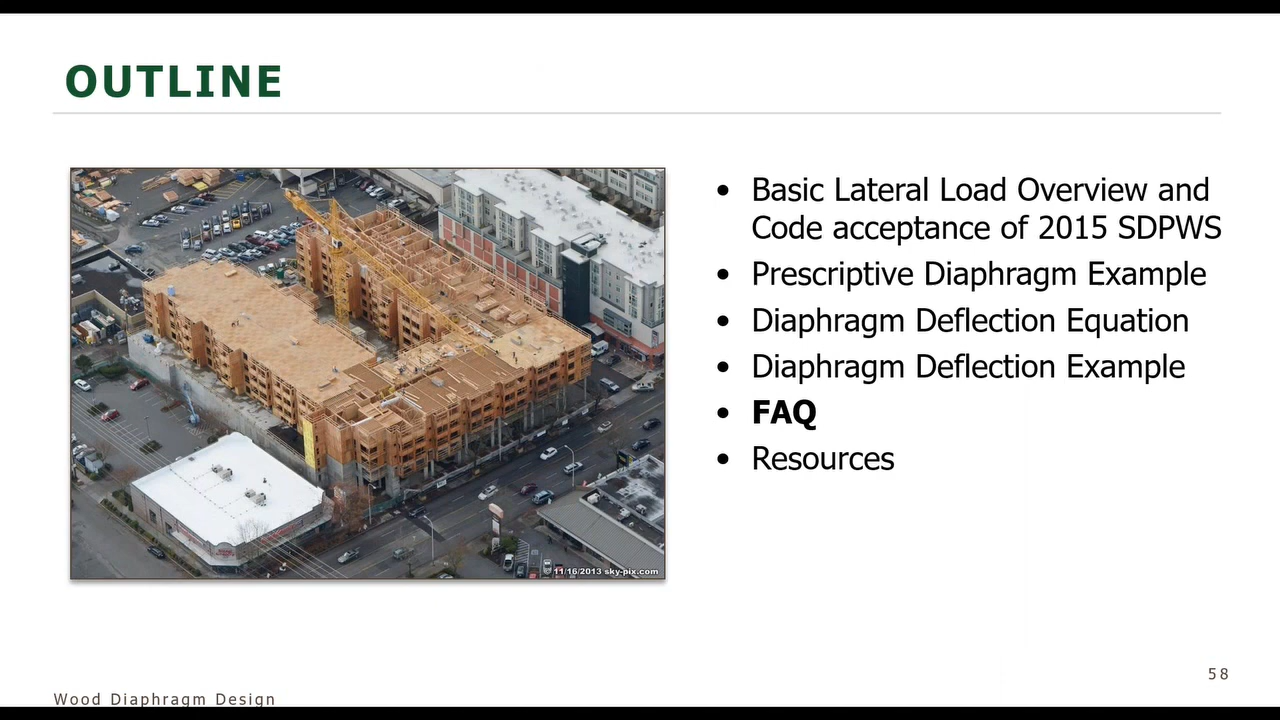 OUTLINE
• Basic Lateral Load Overview and
Code acceptance of 2015 SDPWS
• Prescriptive Diaphragm Example
• Diaphragm Deflection Equation
• Diaphragm Deflection Example
• FAQ
• Resources
11/16/2013 sky-pix.com
58
Wood Diaphragm Design